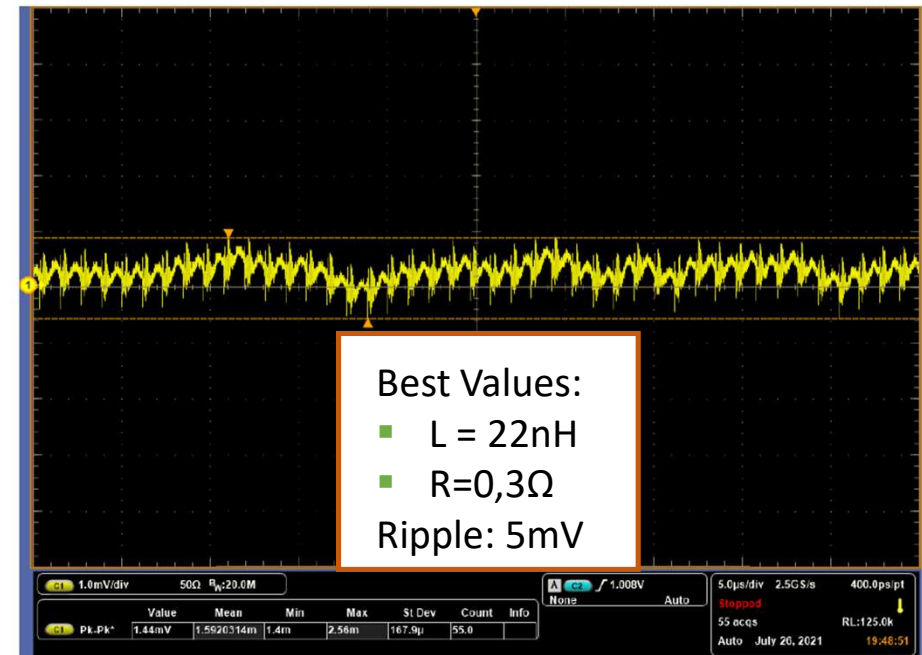 1
Best Values:
L = 22nH
R=0,3Ω
Ripple: 5mV
C1 1.0mV/div 50Ω BW:20.0M
A C2 1.008V
None Auto
5.0µs/div 2.5GS/s 400.0ps/pt
Stopped
55 acqs RL:125.0k
Auto July 26, 2021 19:48:51
Value Mean Min Max St Dev Count Info
C1 Pk-Pk* 1.44mV 1.5920314m 1.4m 2.56m 167.9µ 55.0